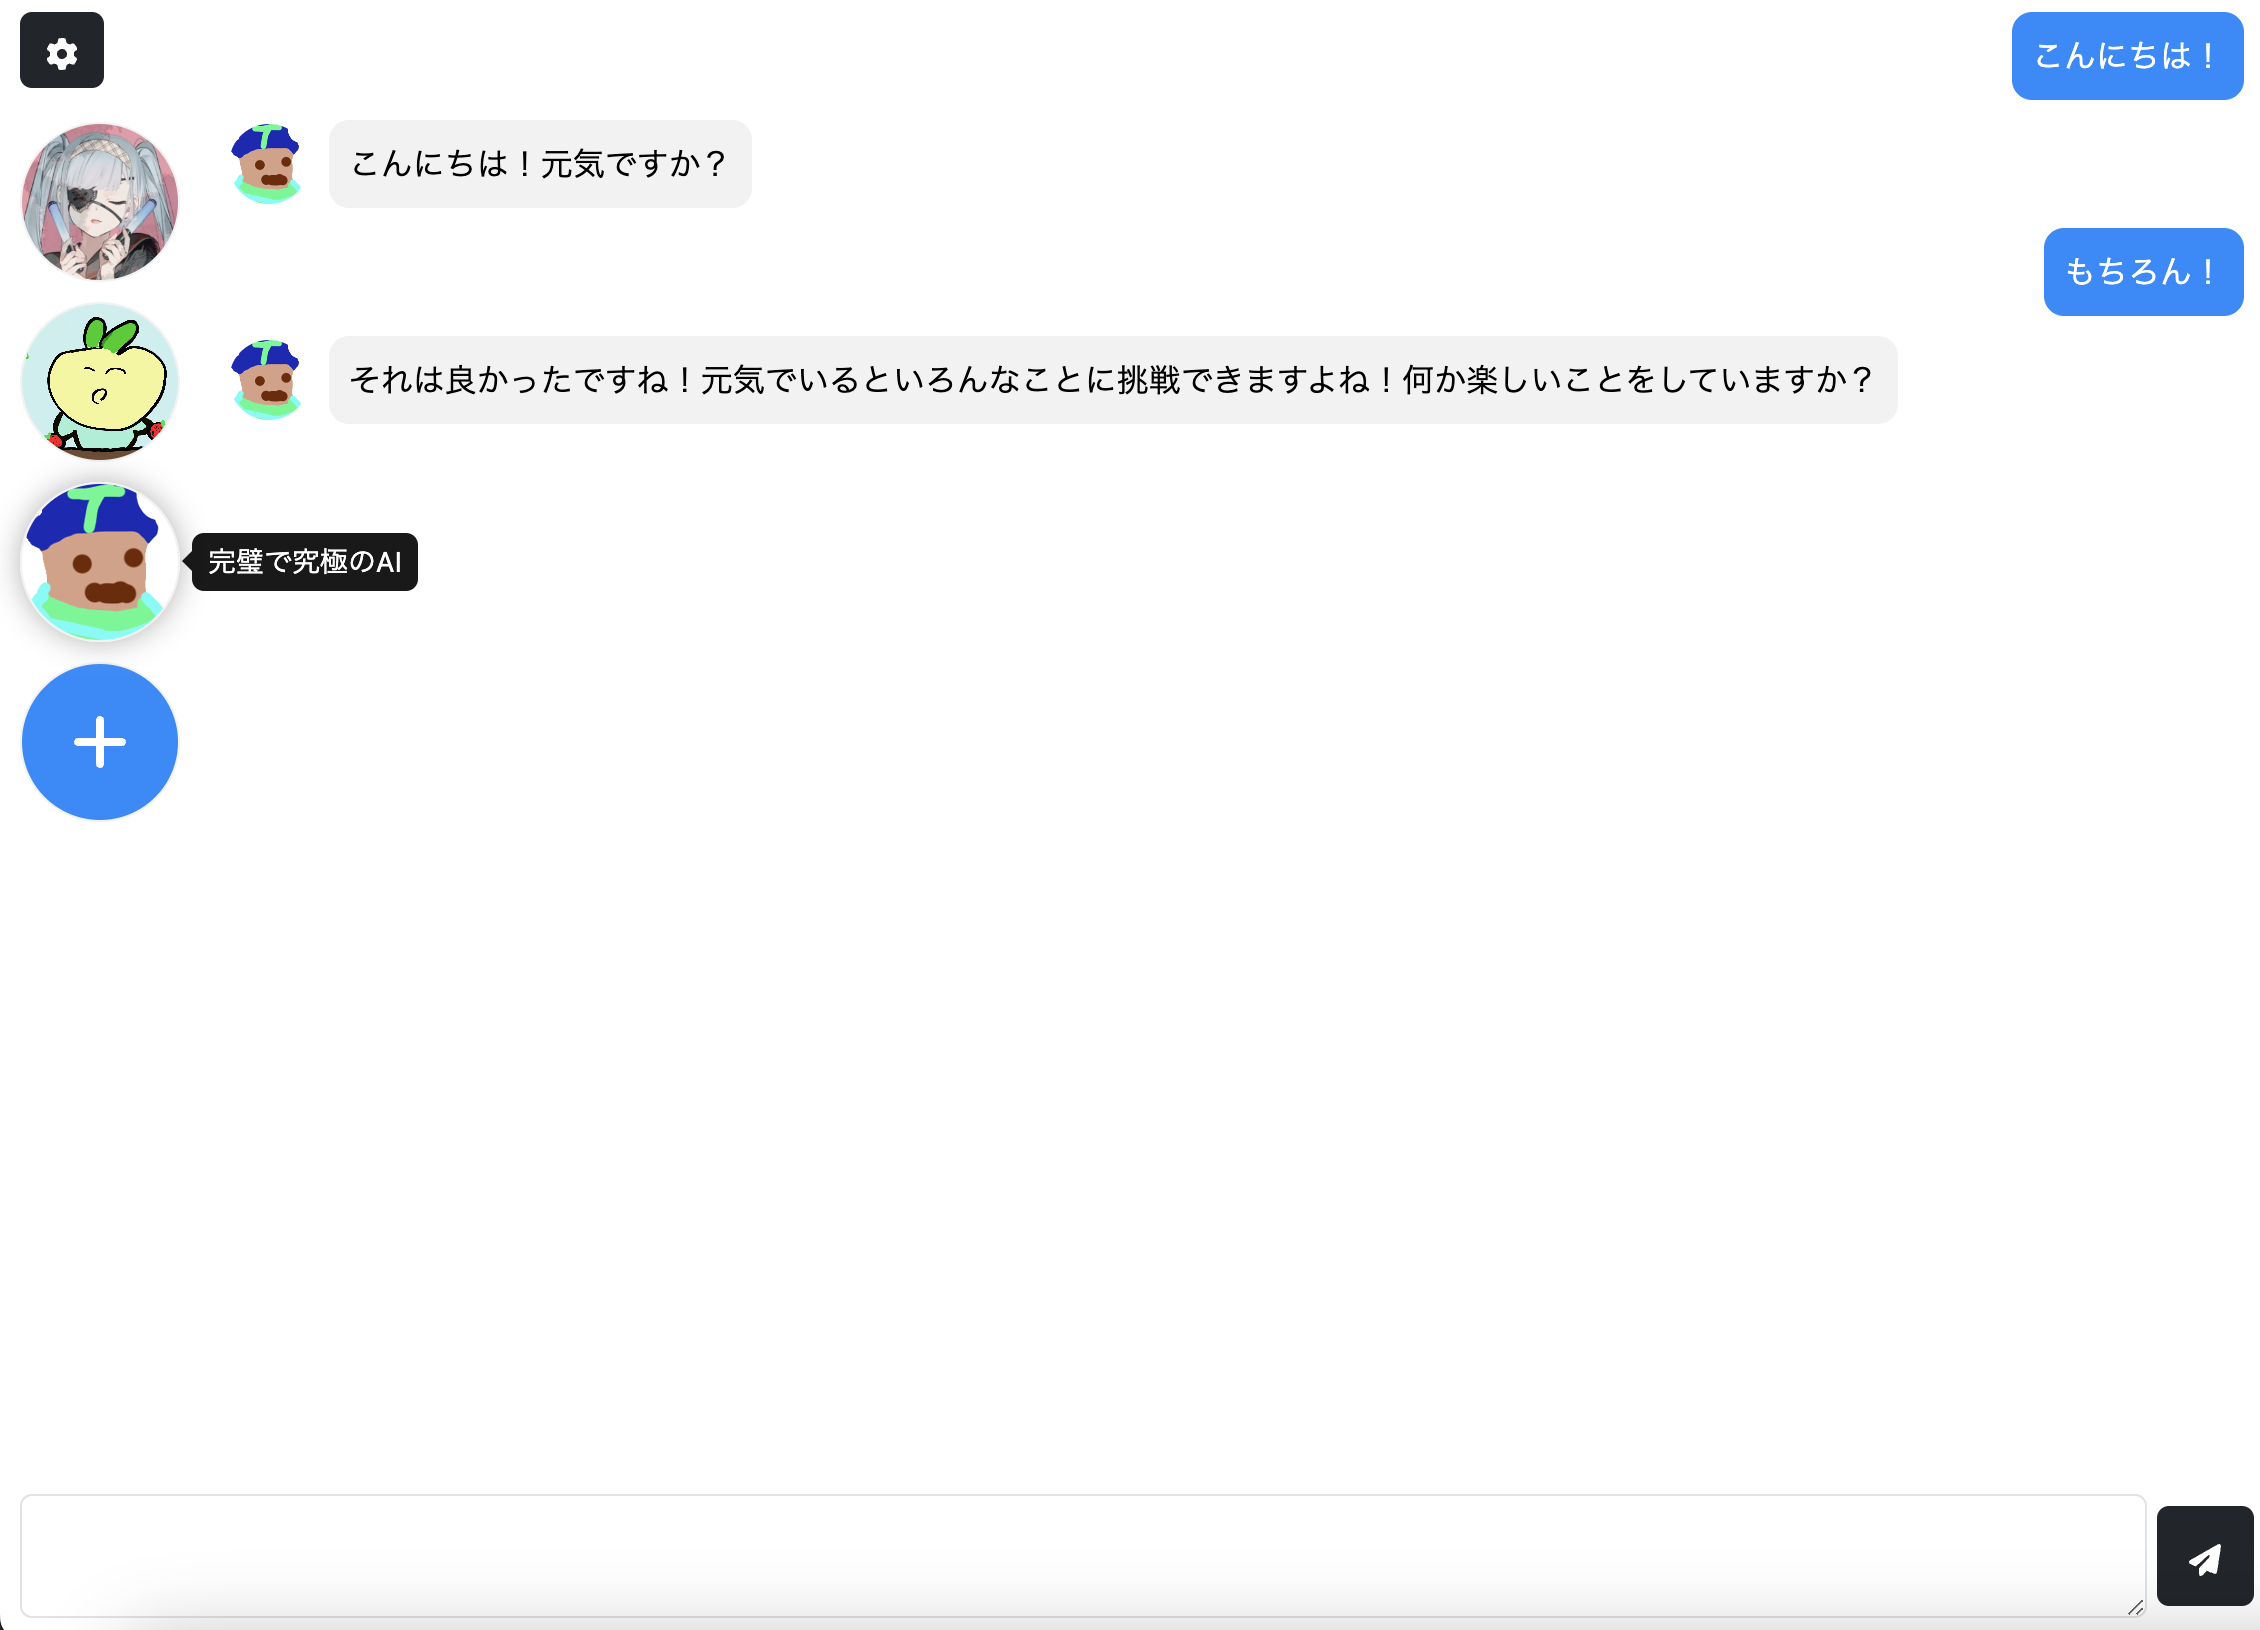 こんにちは！
こんにちは！元気ですか？
もちろん！
それは良かったですね！元気でいるといろんなことに挑戦できますよね！何か楽しいことをしていますか？
完璧で究極のAI